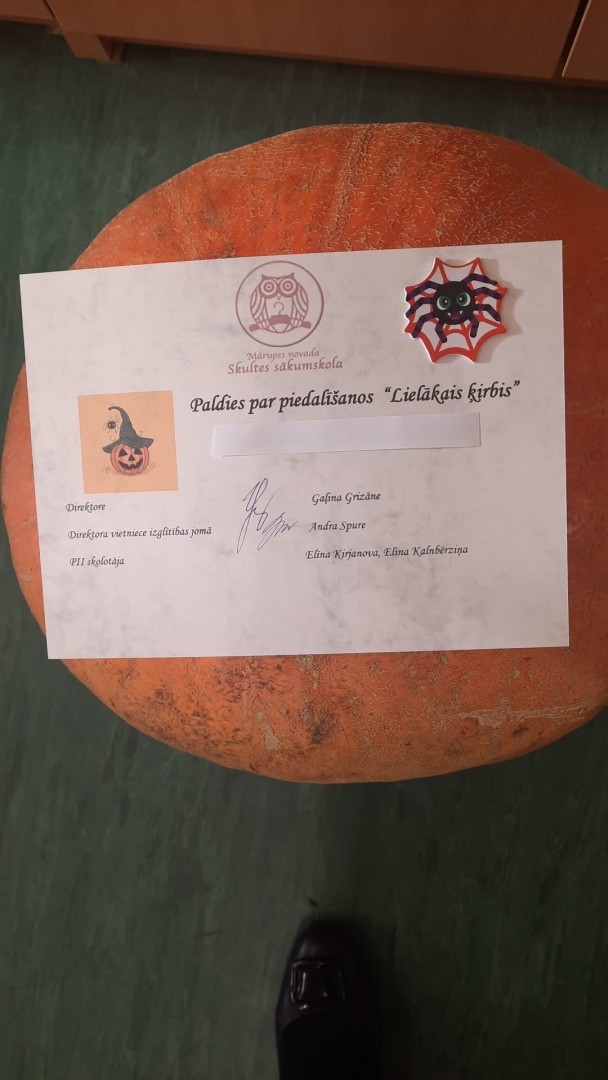 Mārupes novada
Skultes sākumskola
Paldies par piedalīšanos "Lielākais ķirbis"
Direktore Gaļina Grizāne
Direktora vietniece izglītības jomā Andra Spure
PII skolotāja Elīna Kirjanova, Elīna Kalnbērziņa